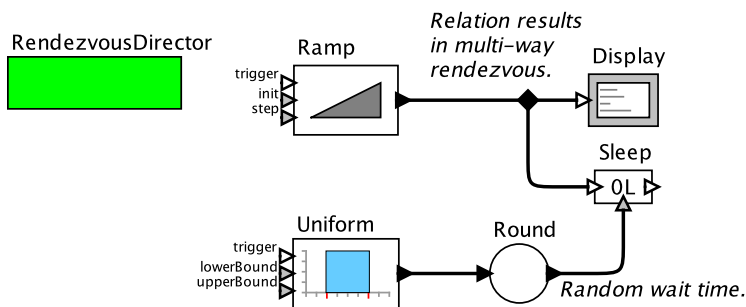 Relation results
in multi-way
rendezvous.
RendezvousDirector
Ramp
Display
trigger
init
step
Sleep
0L
Uniform
Round
trigger
lowerBound
upperBound
Random wait time.